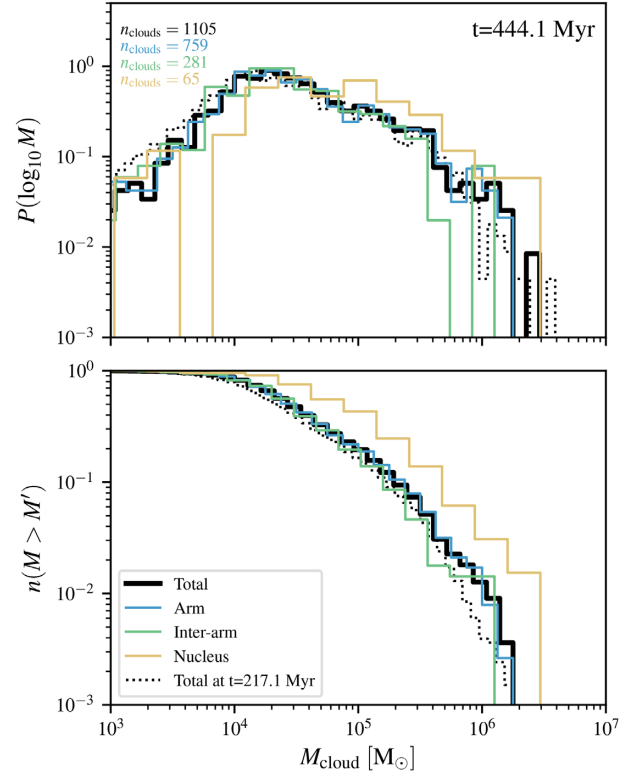 n_clouds = 1105
n_clouds = 759
n_clouds = 281
n_clouds = 65
t=444.1 Myr
10^0
10^−1
10^−2
10^−3
P(log_10 M)
10^0
10^−1
10^−2
10^−3
n(M > M′)
Total
Arm
Inter-arm
Nucleus
Total at t=217.1 Myr
10^3 10^4 10^5 10^6 10^7
M_cloud [M_⊙]